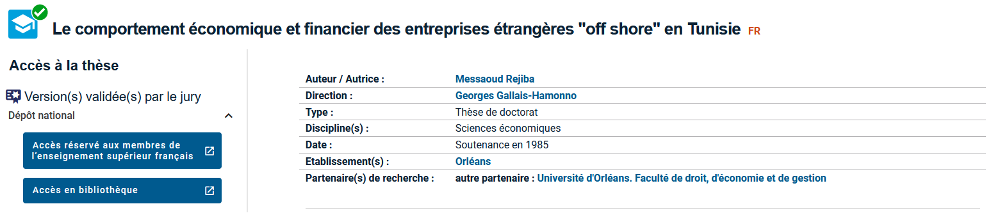 Le comportement économique et financier des entreprises étrangères "off shore" en Tunisie FR
Accès à la thèse
Version(s) validée(s) par le jury
Dépôt national
Accès réservé aux membres de
l’enseignement supérieur français
Accès en bibliothèque
Auteur / Autrice : Messaoud Rejiba
Direction : Georges Gallais-Hamonno
Type : Thèse de doctorat
Discipline(s) : Sciences économiques
Date : Soutenance en 1985
Etablissement(s) : Orléans
Partenaire(s) de recherche : autre partenaire : Université d'Orléans. Faculté de droit, d'économie et de gestion